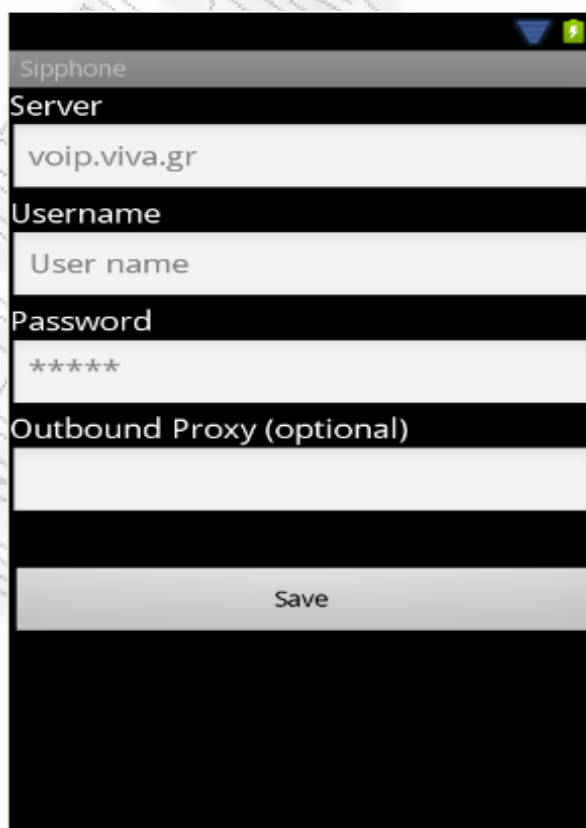 Sipphone
Server
voip.viva.gr
Username
User name
Password
*****
Outbound Proxy (optional)
Save